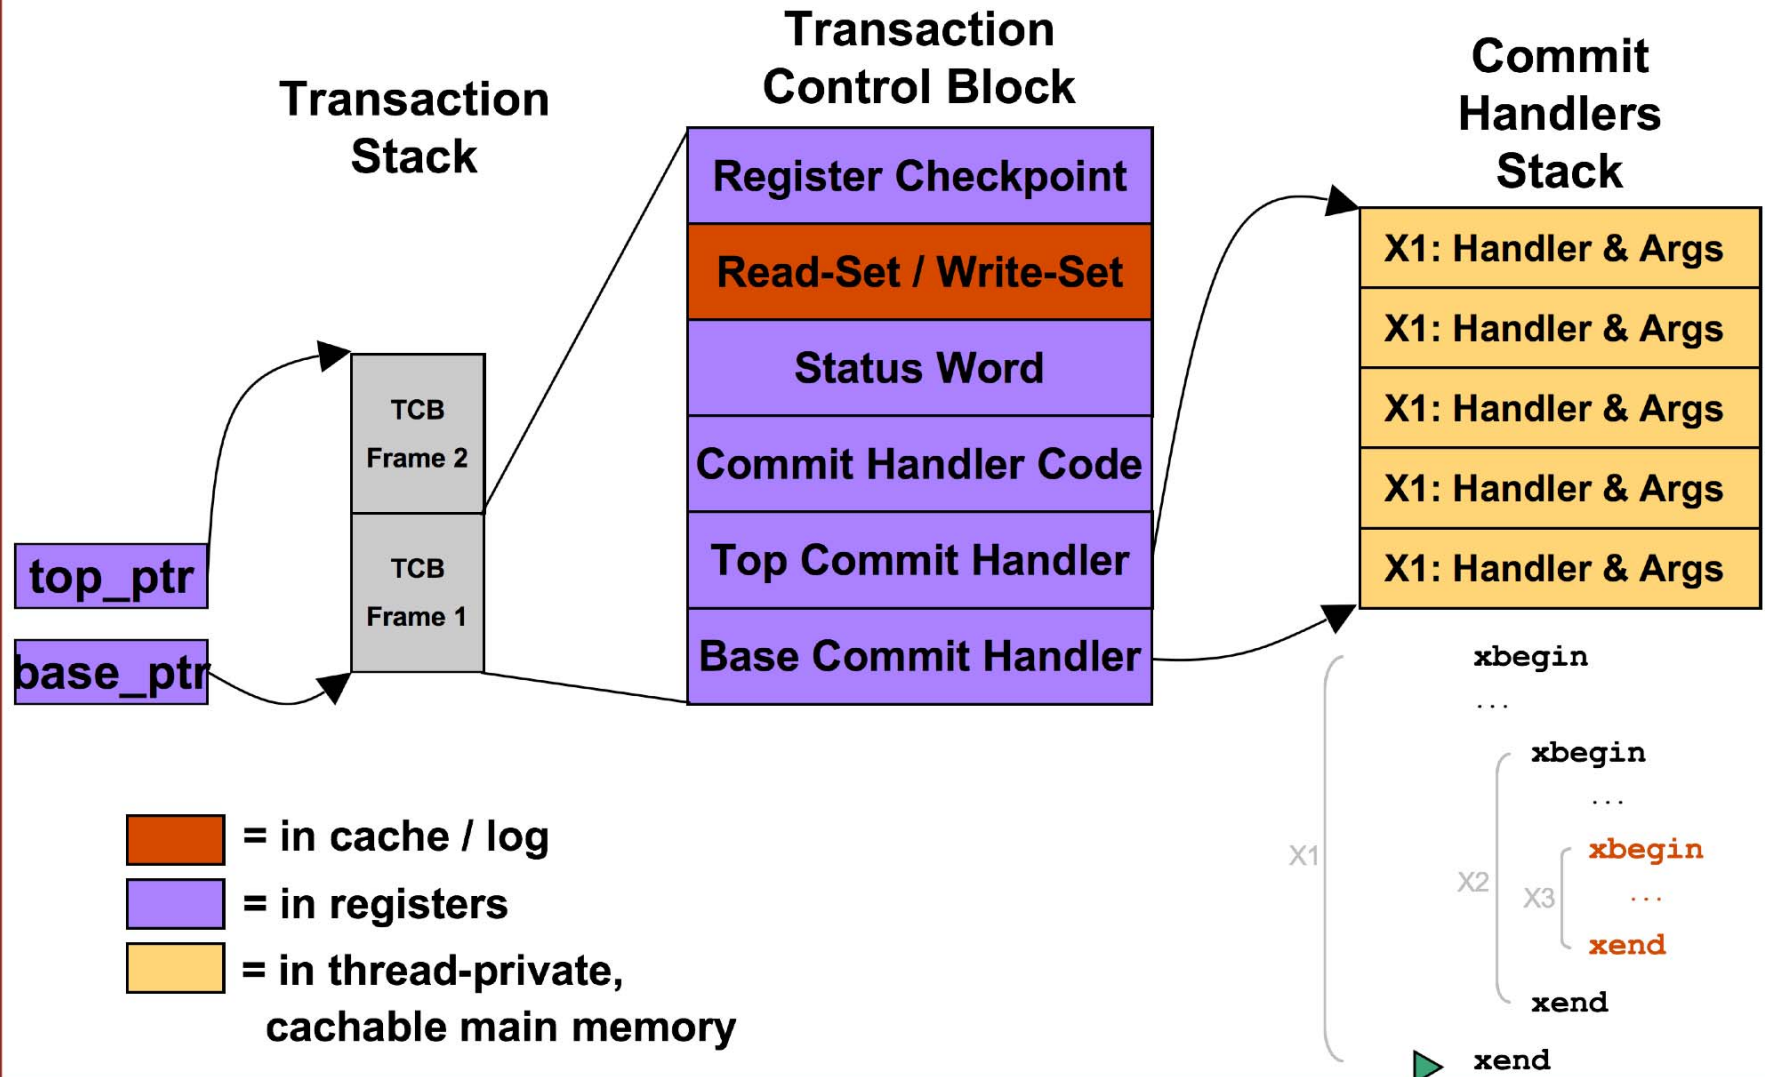 Transaction
Stack
Transaction
Control Block
Commit
Handlers
Stack
Register Checkpoint
Read-Set / Write-Set
Status Word
Commit Handler Code
Top Commit Handler
Base Commit Handler
TCB
Frame 2
TCB
Frame 1
top_ptr
base_ptr
X1: Handler & Args
X1: Handler & Args
X1: Handler & Args
X1: Handler & Args
X1: Handler & Args
= in cache / log
= in registers
= in thread-private,
cachable main memory
xbegin
...
xbegin
...
X1
xbegin
X2
X3
...
xend
xend
xend